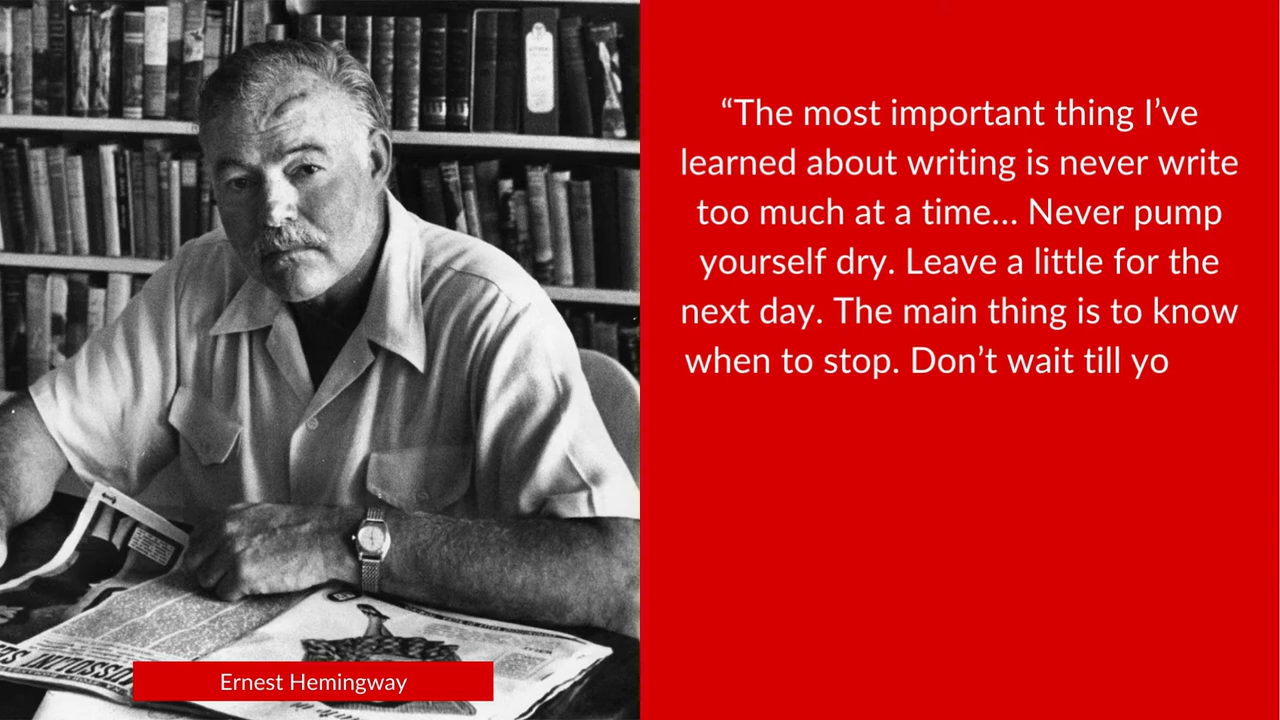 “The most important thing I’ve
learned about writing is never write
too much at a time... Never pump
yourself dry. Leave a little for the
next day. The main thing is to know
when to stop. Don’t wait till yo
Ernest Hemingway